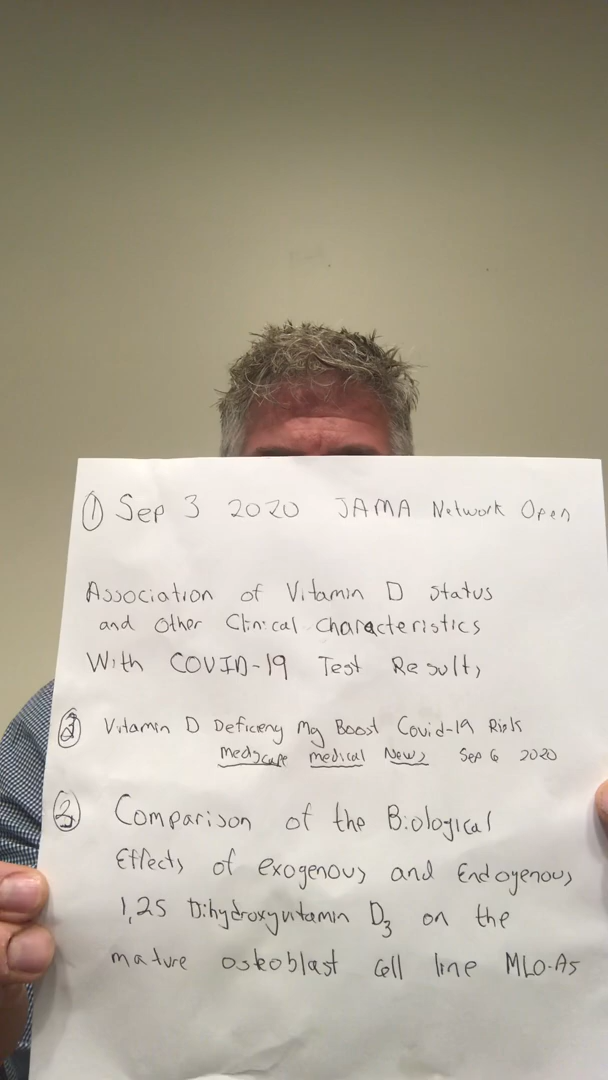 ① Sep 3 2020 JAMA Network Open
Association of Vitamin D Status
and Other Clinical Characteristics
With COVID-19 Test Results
② Vitamin D Deficieny May Boost Covid-19 Risk
Medscape medical News Sep 6 2020
③ Comparison of the Biological
Effects of exogenous and Endogenous
1,25 Dihydroxyvitamin D₃ on the
mature osteoblast Cell line MLO-A5